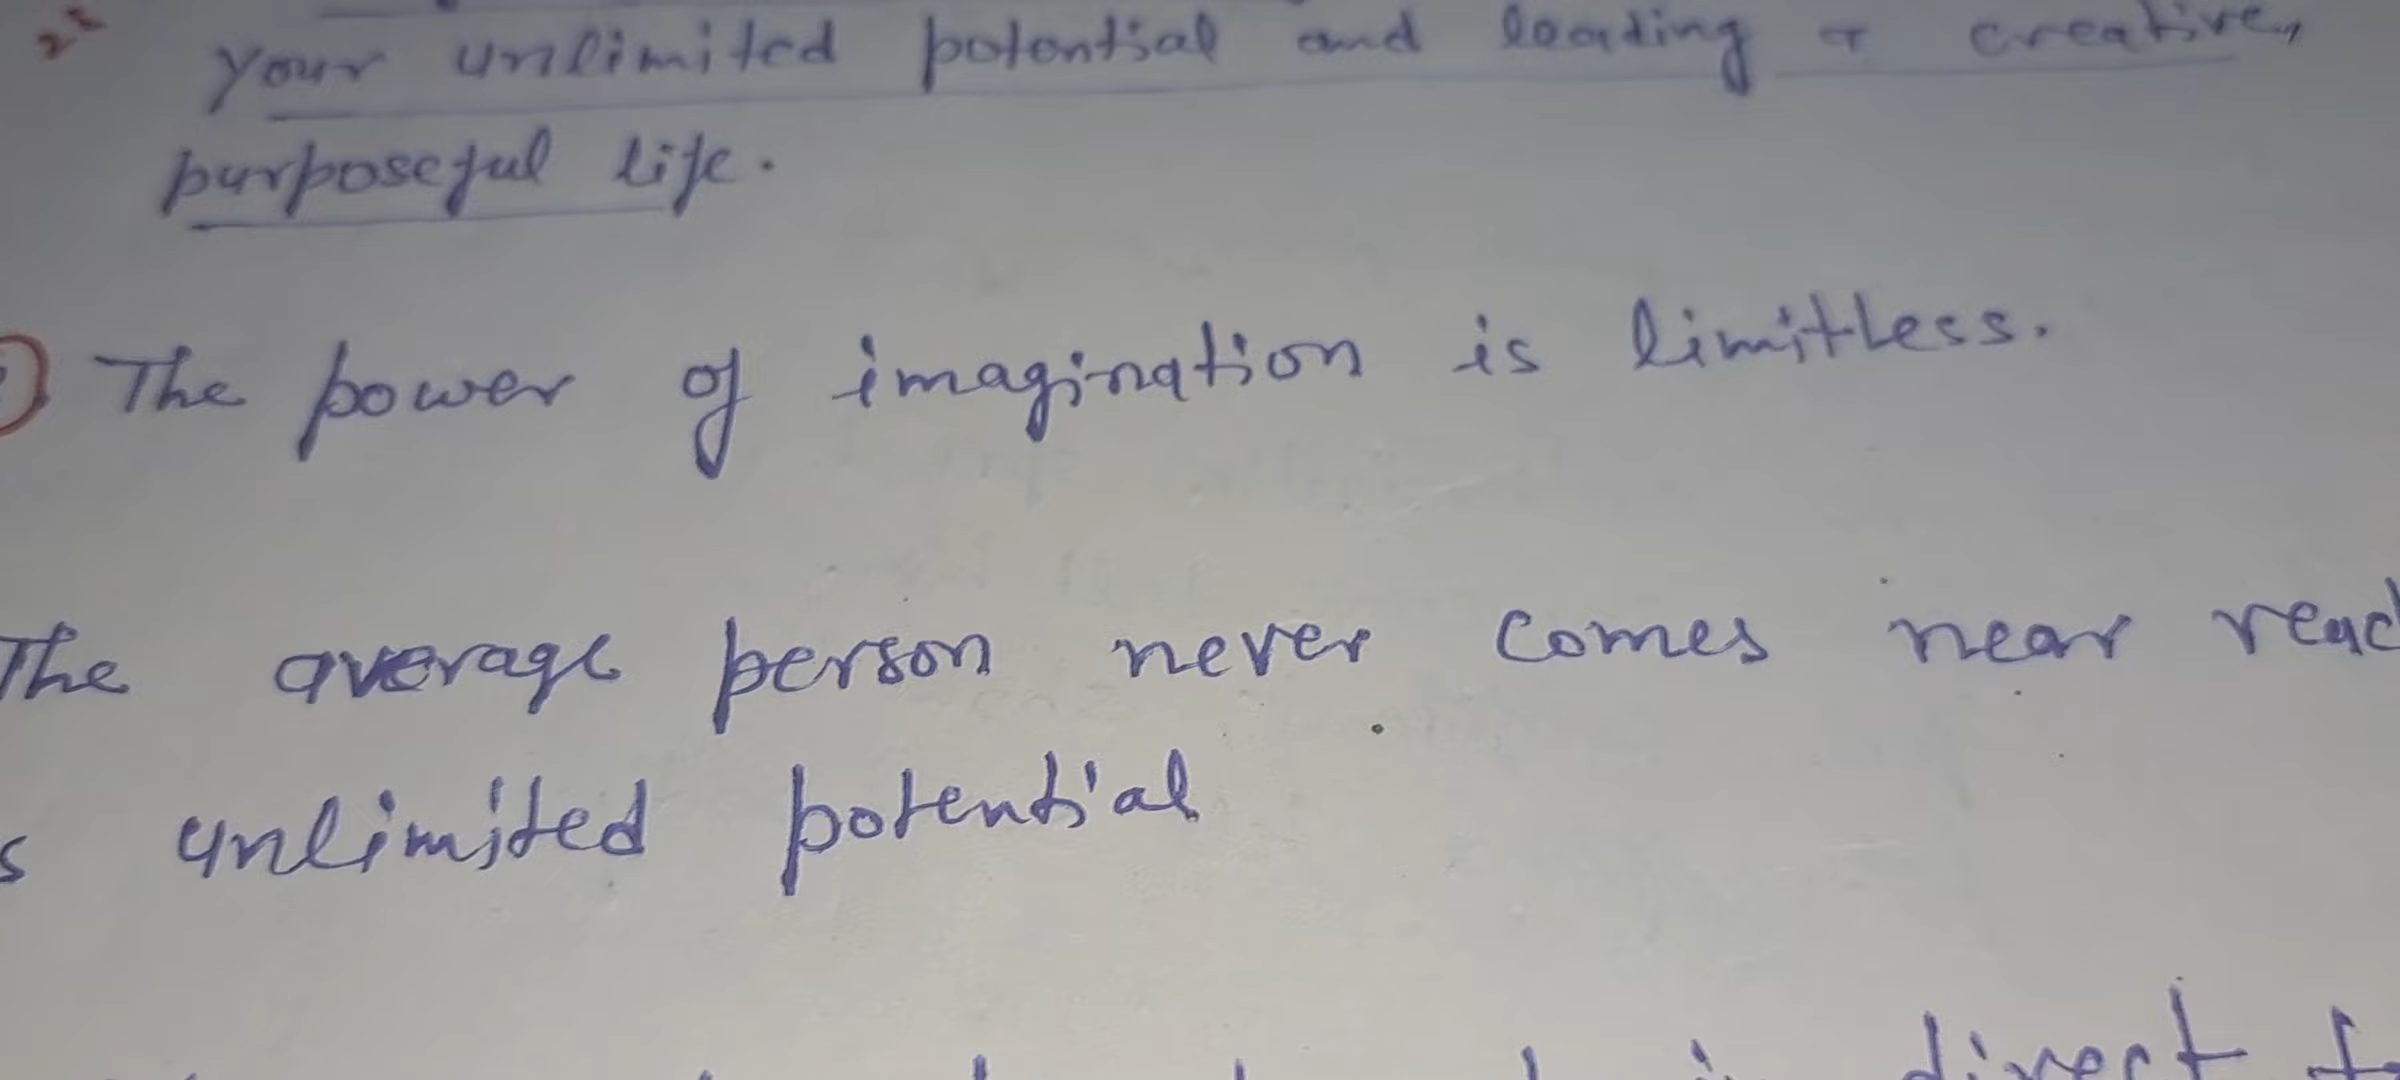 your unlimited potential and leading a creative,
purposeful life.
The power of imagination is limitless.
The average person never comes near
s unlimited potential
direct